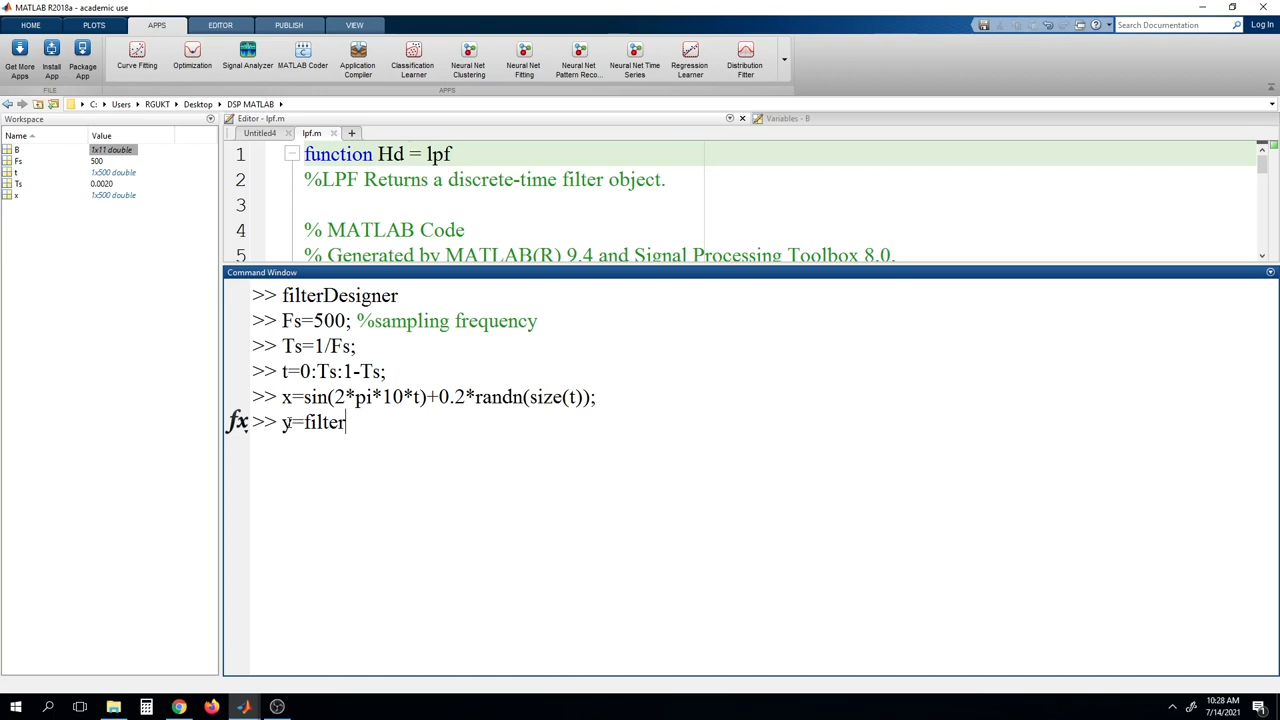 MATLAB R2018a - academic use
HOME PLOTS APPS EDITOR PUBLISH VIEW
Search Documentation Log In
Get More Apps
Install App
Package App
Curve Fitting
Optimization
Signal Analyzer
MATLAB Coder
Application Compiler
Classification Learner
Neural Net Clustering
Neural Net Fitting
Neural Net Pattern Reco...
Neural Net Time Series
Regression Learner
Distribution Fitter
FILE APPS
C: Users RGUKT Desktop DSP MATLAB
Workspace
Name Value
B 1x11 double
Fs 500
t 1x500 double
Ts 0.0020
x 1x500 double
Editor - lpf.m
Variables - B
Untitled4 lpf.m
1 function Hd = lpf
2 %LPF Returns a discrete-time filter object.
3
4 % MATLAB Code
5 % Generated by MATLAB(R) 9.4 and Signal Processing Toolbox 8.0.
Command Window
>> filterDesigner
>> Fs=500; %sampling frequency
>> Ts=1/Fs;
>> t=0:Ts:1-Ts;
>> x=sin(2*pi*10*t)+0.2*randn(size(t));
fx >> y=filter
10:28 AM
7/14/2021